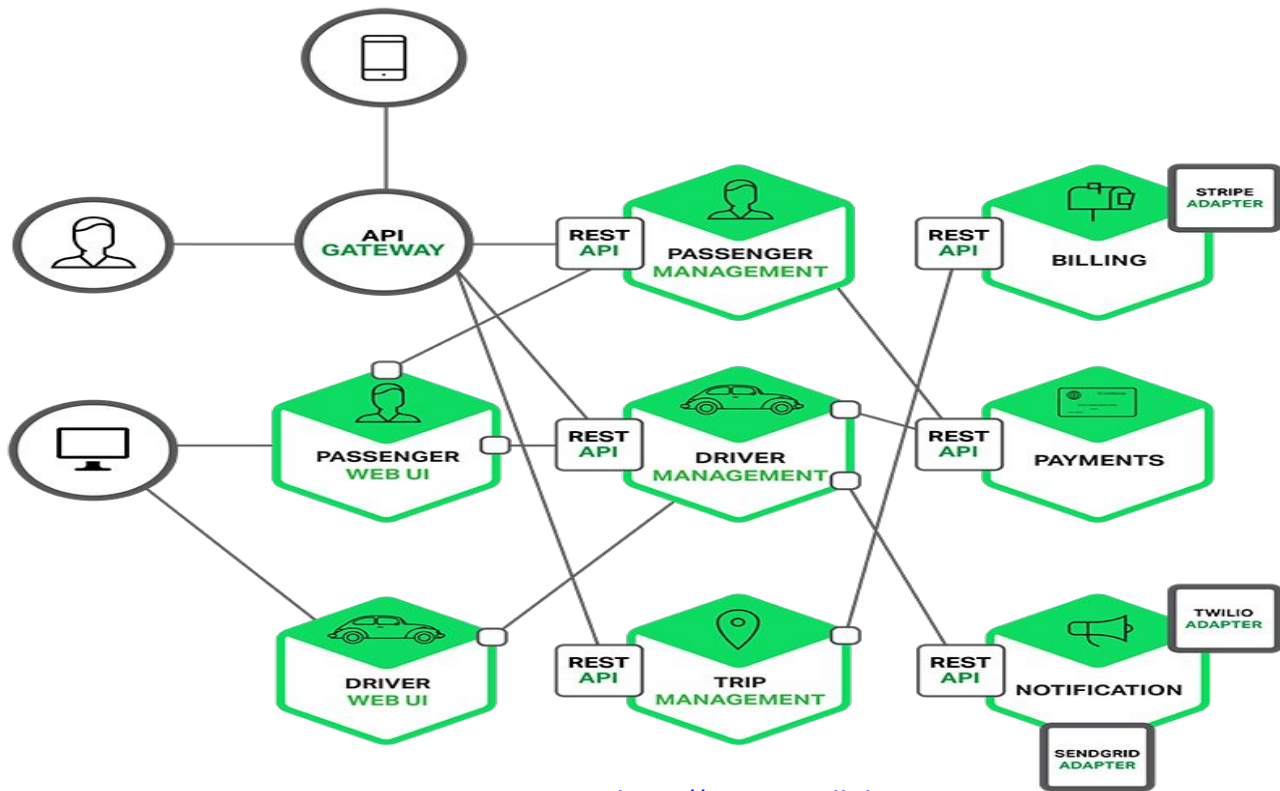 API
GATEWAY
REST
API
PASSENGER
MANAGEMENT
REST
API
BILLING
STRIPE
ADAPTER
PASSENGER
WEB UI
REST
API
DRIVER
MANAGEMENT
REST
API
PAYMENTS
DRIVER
WEB UI
REST
API
TRIP
MANAGEMENT
REST
API
NOTIFICATION
TWILIO
ADAPTER
SENDGRID
ADAPTER